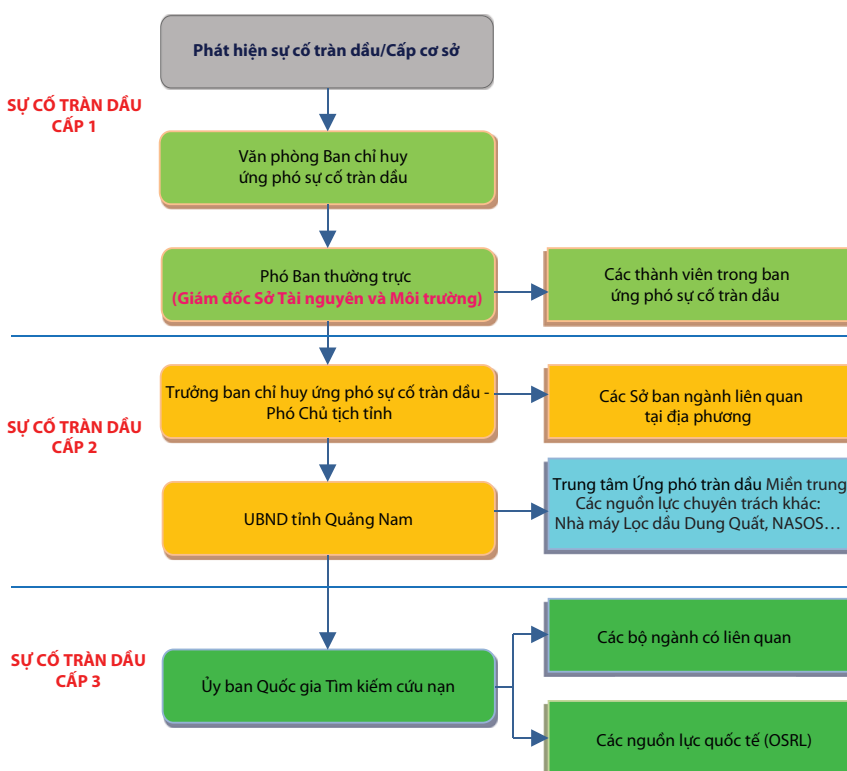 Phát hiện sự cố tràn dầu/Cấp cơ sở
SỰ CỐ TRÀN DẦU
CẤP 1
Văn phòng Ban chỉ huy
ứng phó sự cố tràn dầu
Phó Ban thường trực
(Giám đốc Sở Tài nguyên và Môi trường)
Các thành viên trong ban
ứng phó sự cố tràn dầu
Trưởng ban chỉ huy ứng phó sự cố tràn dầu -
Phó Chủ tịch tỉnh
Các Sở ban ngành liên quan
tại địa phương
SỰ CỐ TRÀN DẦU
CẤP 2
UBND tỉnh Quảng Nam
Trung tâm Ứng phó tràn dầu Miền trung
Các nguồn lực chuyên trách khác:
Nhà máy Lọc dầu Dung Quất, NASOS…
SỰ CỐ TRÀN DẦU
CẤP 3
Ủy ban Quốc gia Tìm kiếm cứu nạn
Các bộ ngành có liên quan
Các nguồn lực quốc tế (OSRL)